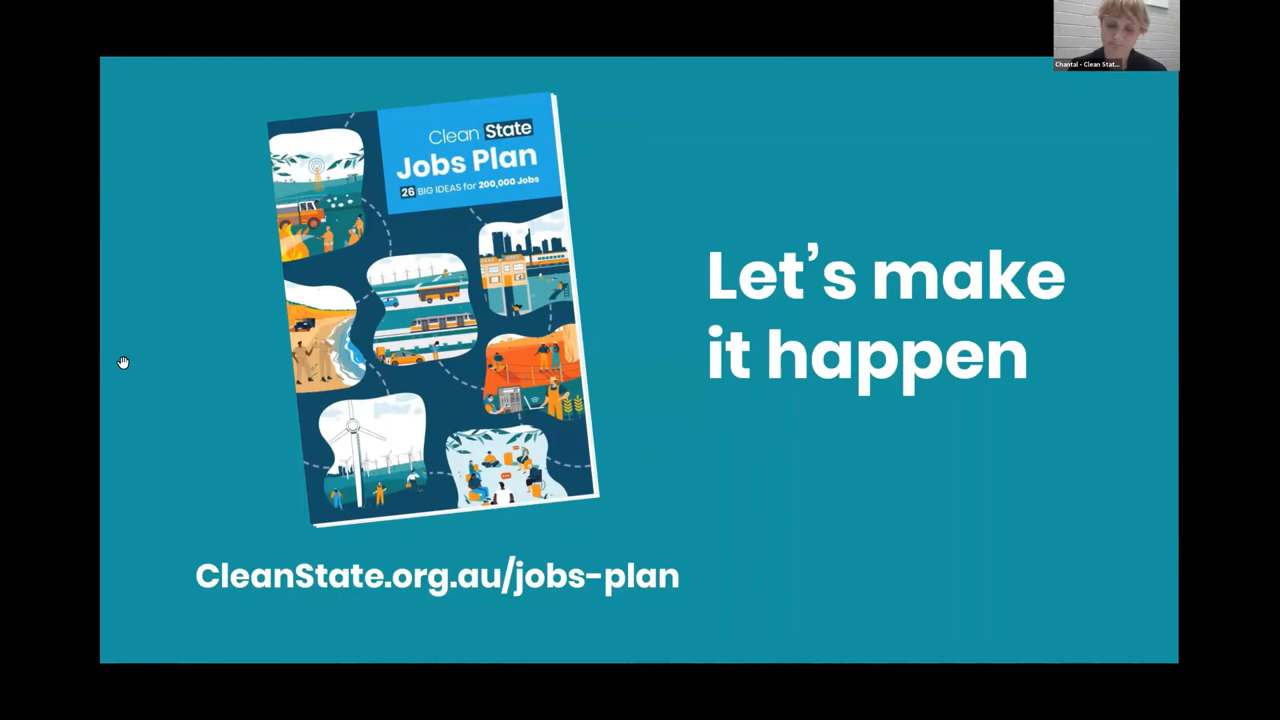 Chantal - Clean Stat...
Clean State
Jobs Plan
26 BIG IDEAS for 200,000 Jobs
Let's make
it happen
CleanState.org.au/jobs-plan